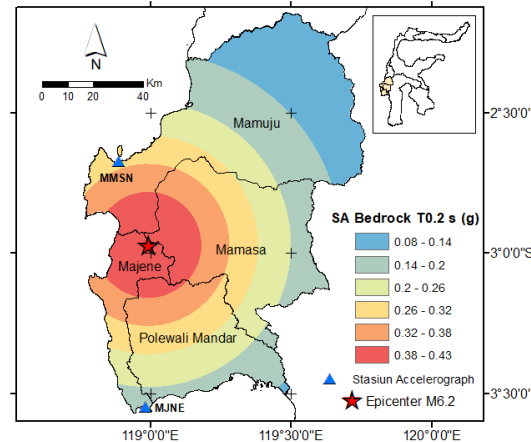 N
Km
0 10 20 40
2°30'0"S
Mamuju
MMSN
SA Bedrock T0.2 s (g)
0.08 - 0.14
0.14 - 0.2
0.2 - 0.26
0.26 - 0.32
0.32 - 0.38
0.38 - 0.43
Stasiun Accelerograph
Epicenter M6.2
Mamasa
3°0'0"S
Majene
Polewali Mandar
MJNE
3°30'0"S
119°0'0"E 119°30'0"E 120°0'0"E